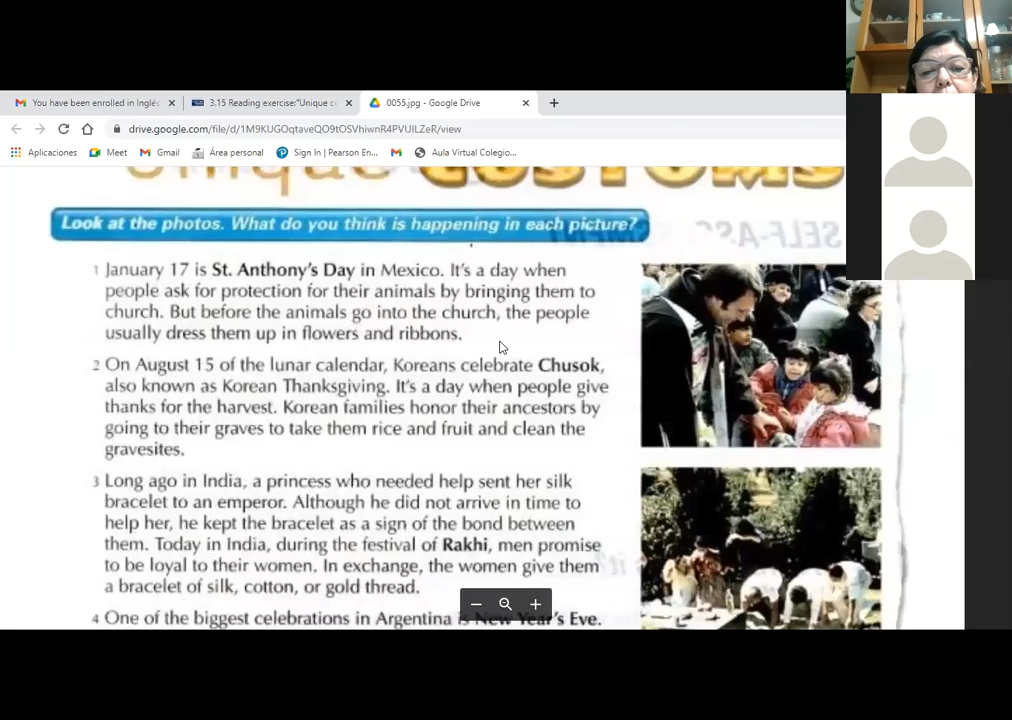 You have been enrolled in Inglés
3.15 Reading exercise:"Unique c
0055.jpg - Google Drive
drive.google.com/file/d/1M9KUGOqtaveQO9tOSVhiwnR4PVUILZeR/view
Aplicaciones Meet Gmail Área personal Sign In | Pearson En... Aula Virtual Colegio...
Unique CUSTOMS
Look at the photos. What do you think is happening in each picture?
1 January 17 is St. Anthony's Day in Mexico. It's a day when
people ask for protection for their animals by bringing them to
church. But before the animals go into the church, the people
usually dress them up in flowers and ribbons.
2 On August 15 of the lunar calendar, Koreans celebrate Chusok,
also known as Korean Thanksgiving. It's a day when people give
thanks for the harvest. Korean families honor their ancestors by
going to their graves to take them rice and fruit and clean the
gravesites.
3 Long ago in India, a princess who needed help sent her silk
bracelet to an emperor. Although he did not arrive in time to
help her, he kept the bracelet as a sign of the bond between
them. Today in India, during the festival of Rakhi, men promise
to be loyal to their women. In exchange, the women give them
a bracelet of silk, cotton, or gold thread.
4 One of the biggest celebrations in Argentina is New Year's Eve.